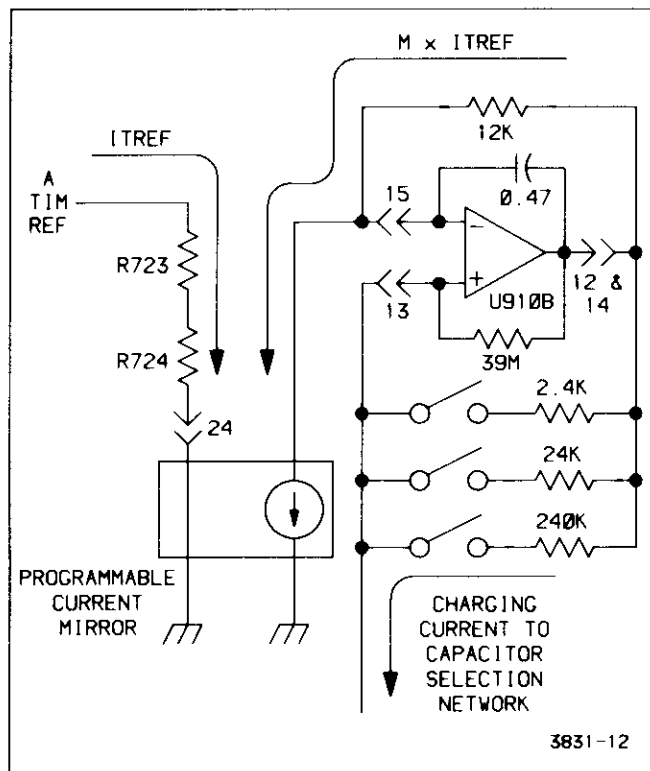 M x ITREF
12K
ITREF
A
TIM
REF
15
0.47
-
+
R723
13
U910B
12 &
14
39M
R724
2.4K
24
24K
240K
PROGRAMMABLE
CURRENT
MIRROR
CHARGING
CURRENT TO
CAPACITOR
SELECTION
NETWORK
3831-12